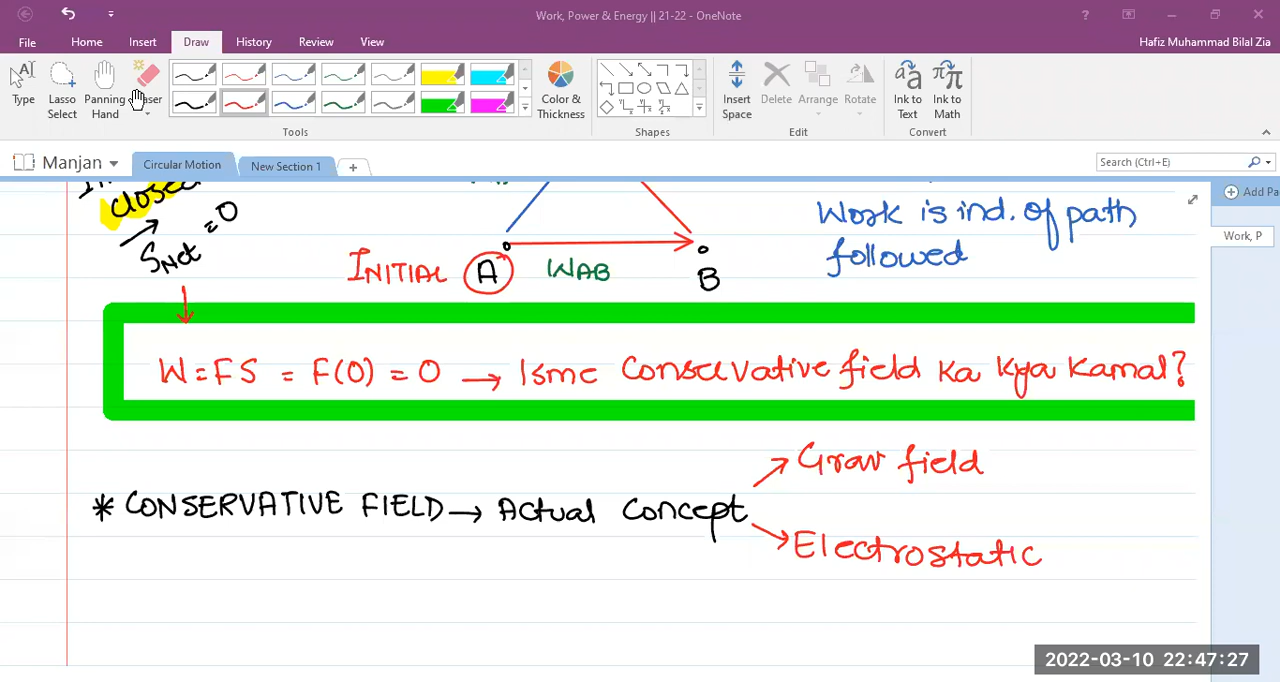 Work, Power & Energy || 21-22 - OneNote
File Home Insert Draw History Review View Hafiz Muhammad Bilal Zia
Type
Lasso Select
Panning Hand
Eraser
Color & Thickness
Insert Space
Delete
Arrange
Rotate
Ink to Text
Ink to Math
Tools
Shapes
Edit
Convert
Manjan Circular Motion New Section 1 Search (Ctrl+E)
Add Pa
Work, P
closed
SNet = 0
INITIAL A WAB B
Work is ind. of path
followed
W = FS = F(0) = 0 → Isme Conservative field Ka Kya Kamal?
* CONSERVATIVE FIELD → Actual Concept
Grav field
Electrostatic
2022-03-10 22:47:27